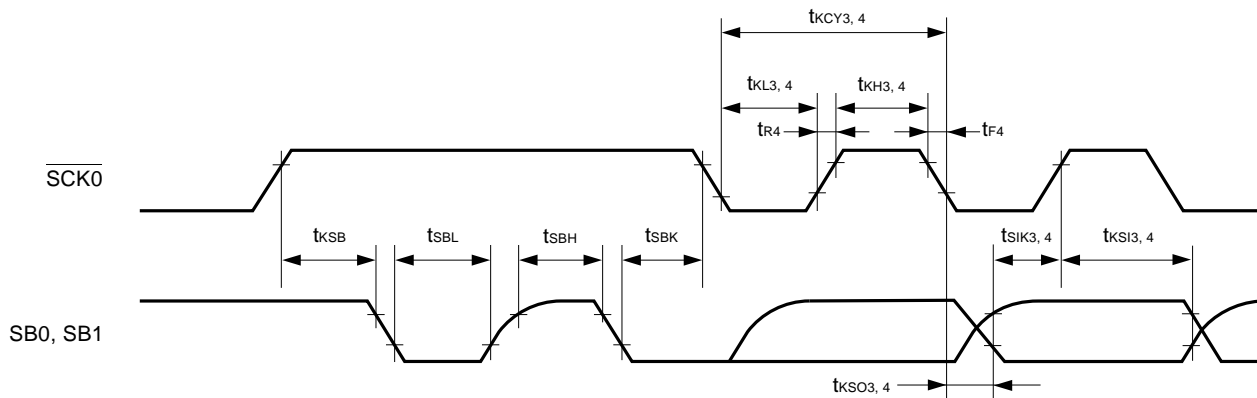 tKCY3, 4
tKL3, 4
tKH3, 4
tR4
tF4
SCK0
tKSB
tSBL
tSBH
tSBK
tSIK3, 4
tKSI3, 4
SB0, SB1
tKSO3, 4